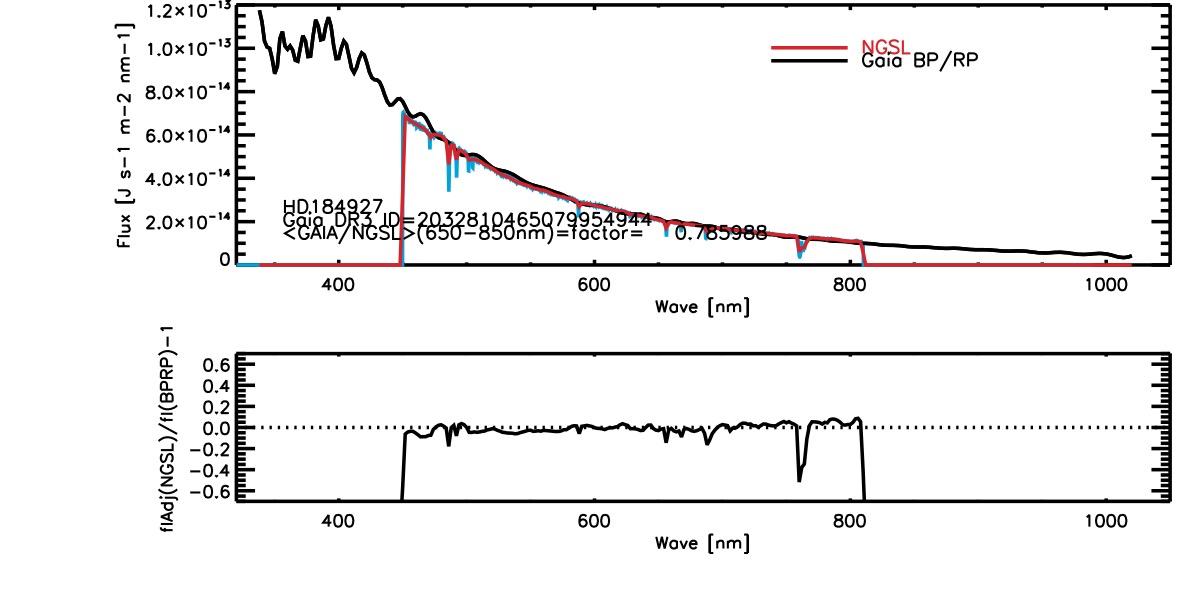 1.2×10−13
1.0×10−13
8.0×10−14
6.0×10−14
4.0×10−14
2.0×10−14
0
Flux [J s−1 m−2 nm−1]
NGSL
Gaia BP/RP
HD184927
Gaia DR3 ID=2032810465079954944
<GAIA/NGSL>(650−850nm)=factor= 0.785988
400 600 800 1000
Wave [nm]
flAdj(NGSL)/fl(BPRP)−1
0.6
0.4
0.2
0.0
−0.2
−0.4
−0.6
400 600 800 1000
Wave [nm]